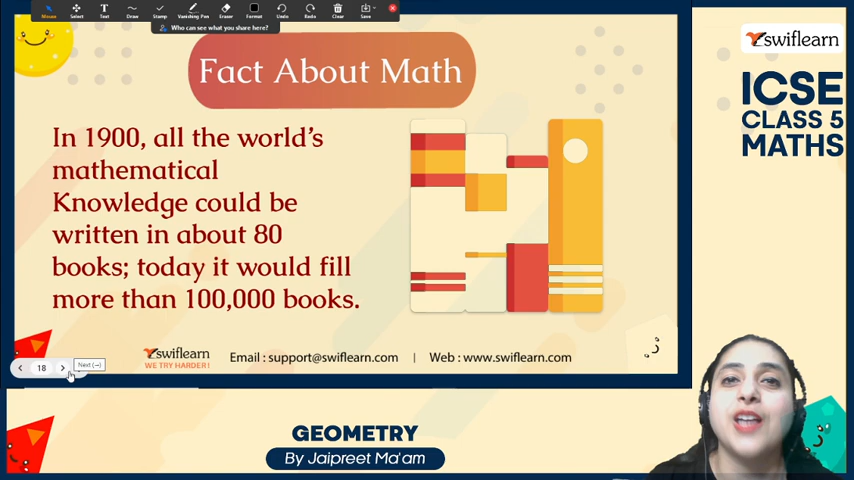 Mouse Select Text Draw Stamp Vanishing Pen Eraser Format Undo Redo Clear Save
Who can see what you share here?
Fact About Math
In 1900, all the world's
mathematical
Knowledge could be
written in about 80
books; today it would fill
more than 100,000 books.
18
Next (→)
swiflearn
WE TRY HARDER!
Email : support@swiflearn.com | Web : www.swiflearn.com
swiflearn
ICSE
CLASS 5
MATHS
GEOMETRY
By Jaipreet Ma'am